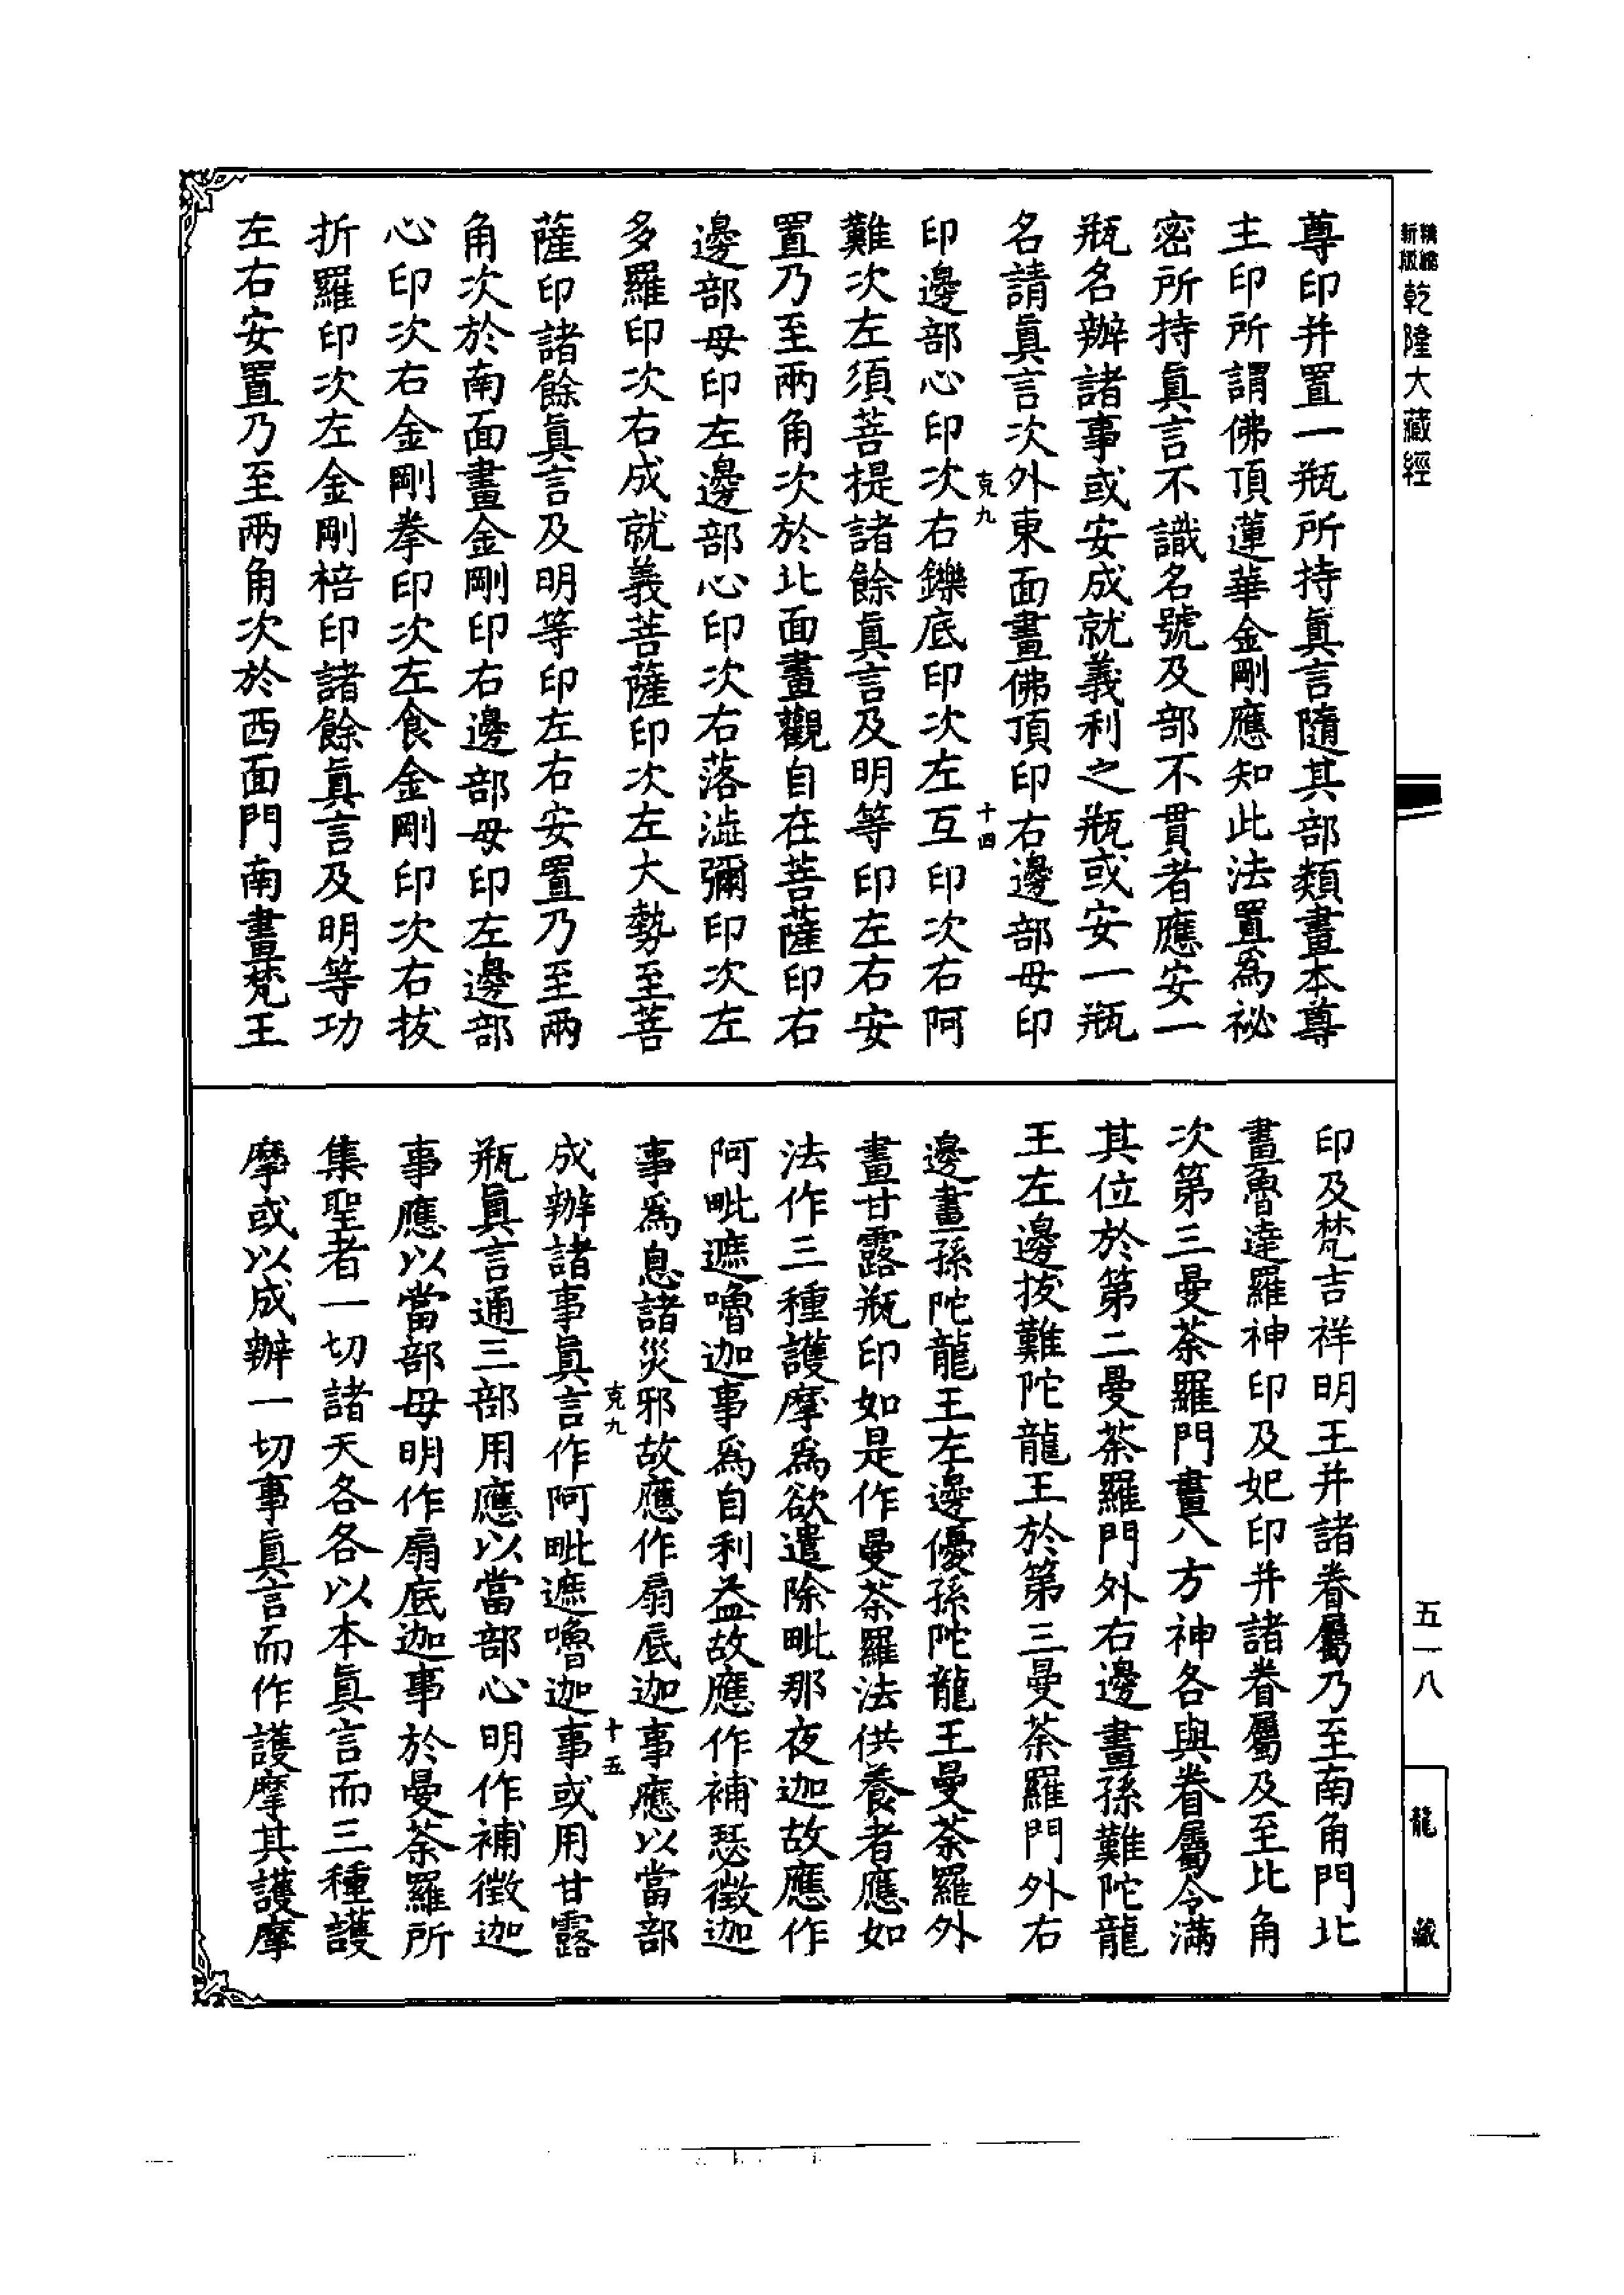 精縮新版乾隆大藏經
尊印并置一瓶所持眞言隨其部類畫本尊
主印所謂佛頂蓮華金剛應知此法置為祕
密所持眞言不識名號及部不貫者應安一
瓶名辦諸事或安成就義利之瓶或安一瓶
名請眞言次外東面畫佛頂印右邊部母印
克九
十四
印邊部心印次右鑠底印次左互印次右阿
難次左須菩提諸餘眞言及明等印左右安
置乃至兩角次於北面畫觀自在菩薩印右
邊部母印左邊部心印次右落澁彌印次左
多羅印次右成就義菩薩印次左大勢至菩
薩印諸餘眞言及明等印左右安置乃至兩
角次於南面畫金剛印右邊部母印左邊部
心印次右金剛拳印次左食金剛印次右拔
折羅印次左金剛棓印諸餘眞言及明等功
左右安置乃至兩角次於西面門南畫梵王
印及梵吉祥明王并諸眷屬乃至南角門北
畫魯達羅神印及妃印并諸眷屬及至北角
次第三曼荼羅門畫八方神各與眷屬令滿
其位於第二曼荼羅門外右邊畫孫難陀龍
王左邊拔難陀龍王於第三曼荼羅門外右
邊畫孫陀龍王左邊優孫陀龍王曼荼羅外
畫甘露瓶印如是作曼荼羅法供養者應如
法作三種護摩爲欲遣除毗那夜迦故應作
阿毗遮嚕迦事爲自利益故應作補瑟徵迦
事爲息諸災邪故應作扇底迦事應以當部
克九
十五
成辦諸事眞言作阿毗遮嚕迦事或用甘露
瓶眞言通三部用應以當部心明作補徵迦
事應以當部母明作扇底迦事於曼荼羅所
集聖者一切諸天各各以本眞言而三種護
摩或以成辦一切事眞言而作護摩其護摩
五一八
龍藏